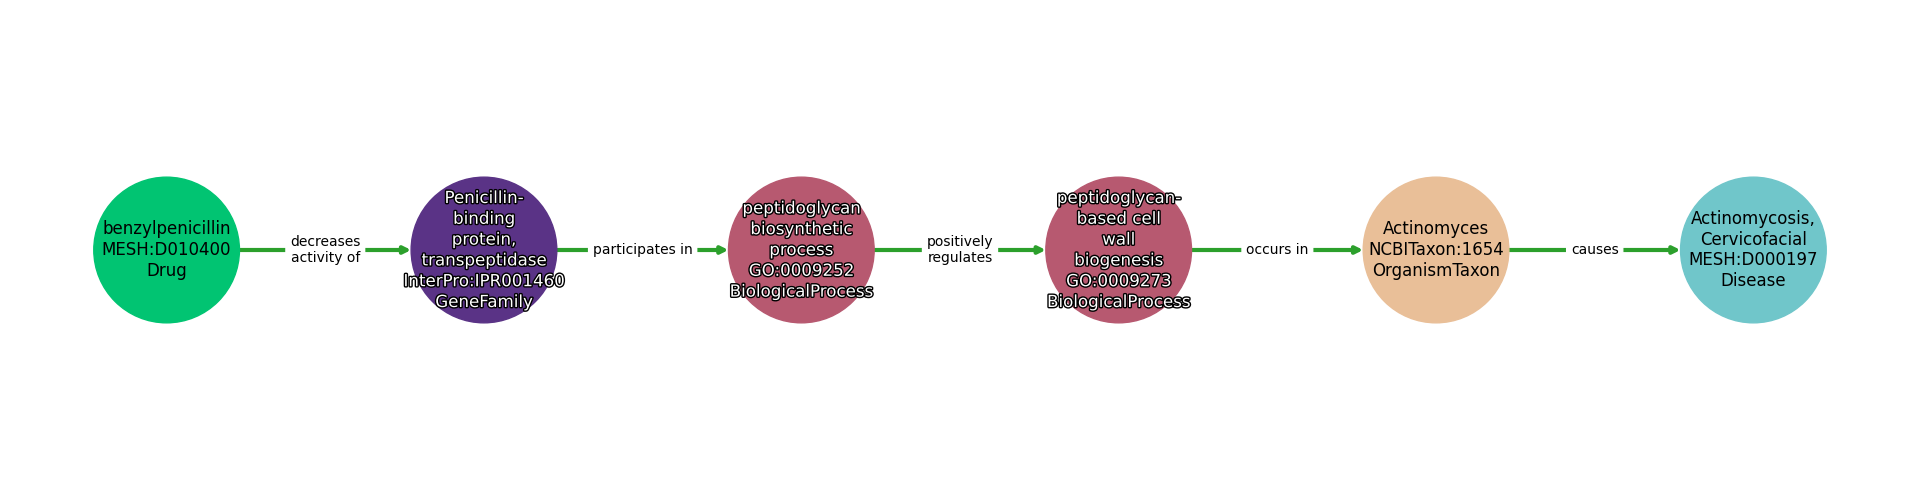 benzylpenicillin
MESH:D010400
Drug
decreases
activity of
Penicillin-
binding
protein,
transpeptidase
InterPro:IPR001460
GeneFamily
participates in
peptidoglycan
biosynthetic
process
GO:0009252
BiologicalProcess
positively
regulates
peptidoglycan-
based cell
wall
biogenesis
GO:0009273
BiologicalProcess
occurs in
Actinomyces
NCBITaxon:1654
OrganismTaxon
causes
Actinomycosis,
Cervicofacial
MESH:D000197
Disease